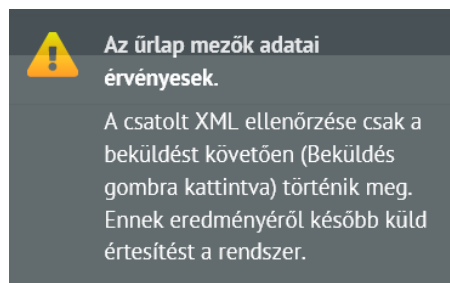 Az űrlap mezők adatai
érvényesek.
A csatolt XML ellenőrzése csak a
beküldést követően (Beküldés
gombra kattintva) történik meg.
Ennek eredményéről később küld
értesítést a rendszer.